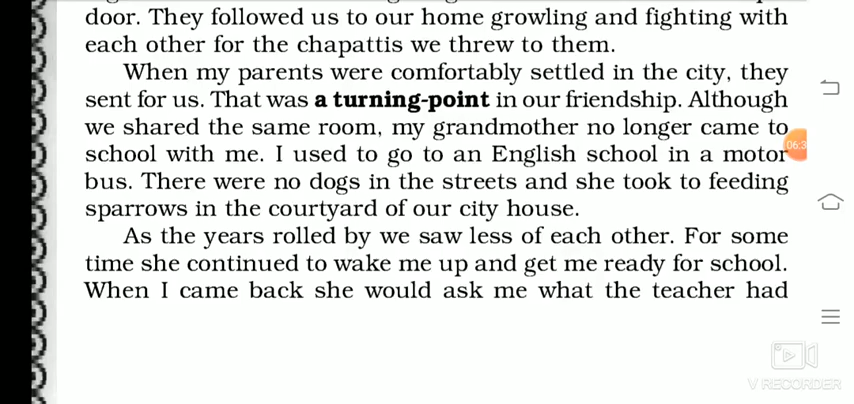 door. They followed us to our home growling and fighting with
each other for the chapattis we threw to them.
When my parents were comfortably settled in the city, they
sent for us. That was a turning-point in our friendship. Although
we shared the same room, my grandmother no longer came to
school with me. I used to go to an English school in a motor
bus. There were no dogs in the streets and she took to feeding
sparrows in the courtyard of our city house.
As the years rolled by we saw less of each other. For some
time she continued to wake me up and get me ready for school.
When I came back she would ask me what the teacher had
V RECORDER